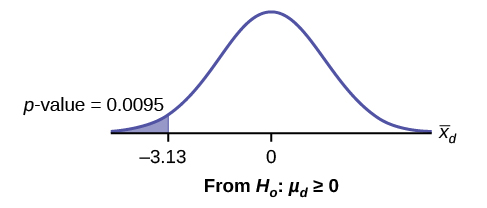 p-value = 0.0095
x̅d
–3.13
0
From Ho: μd ≥ 0